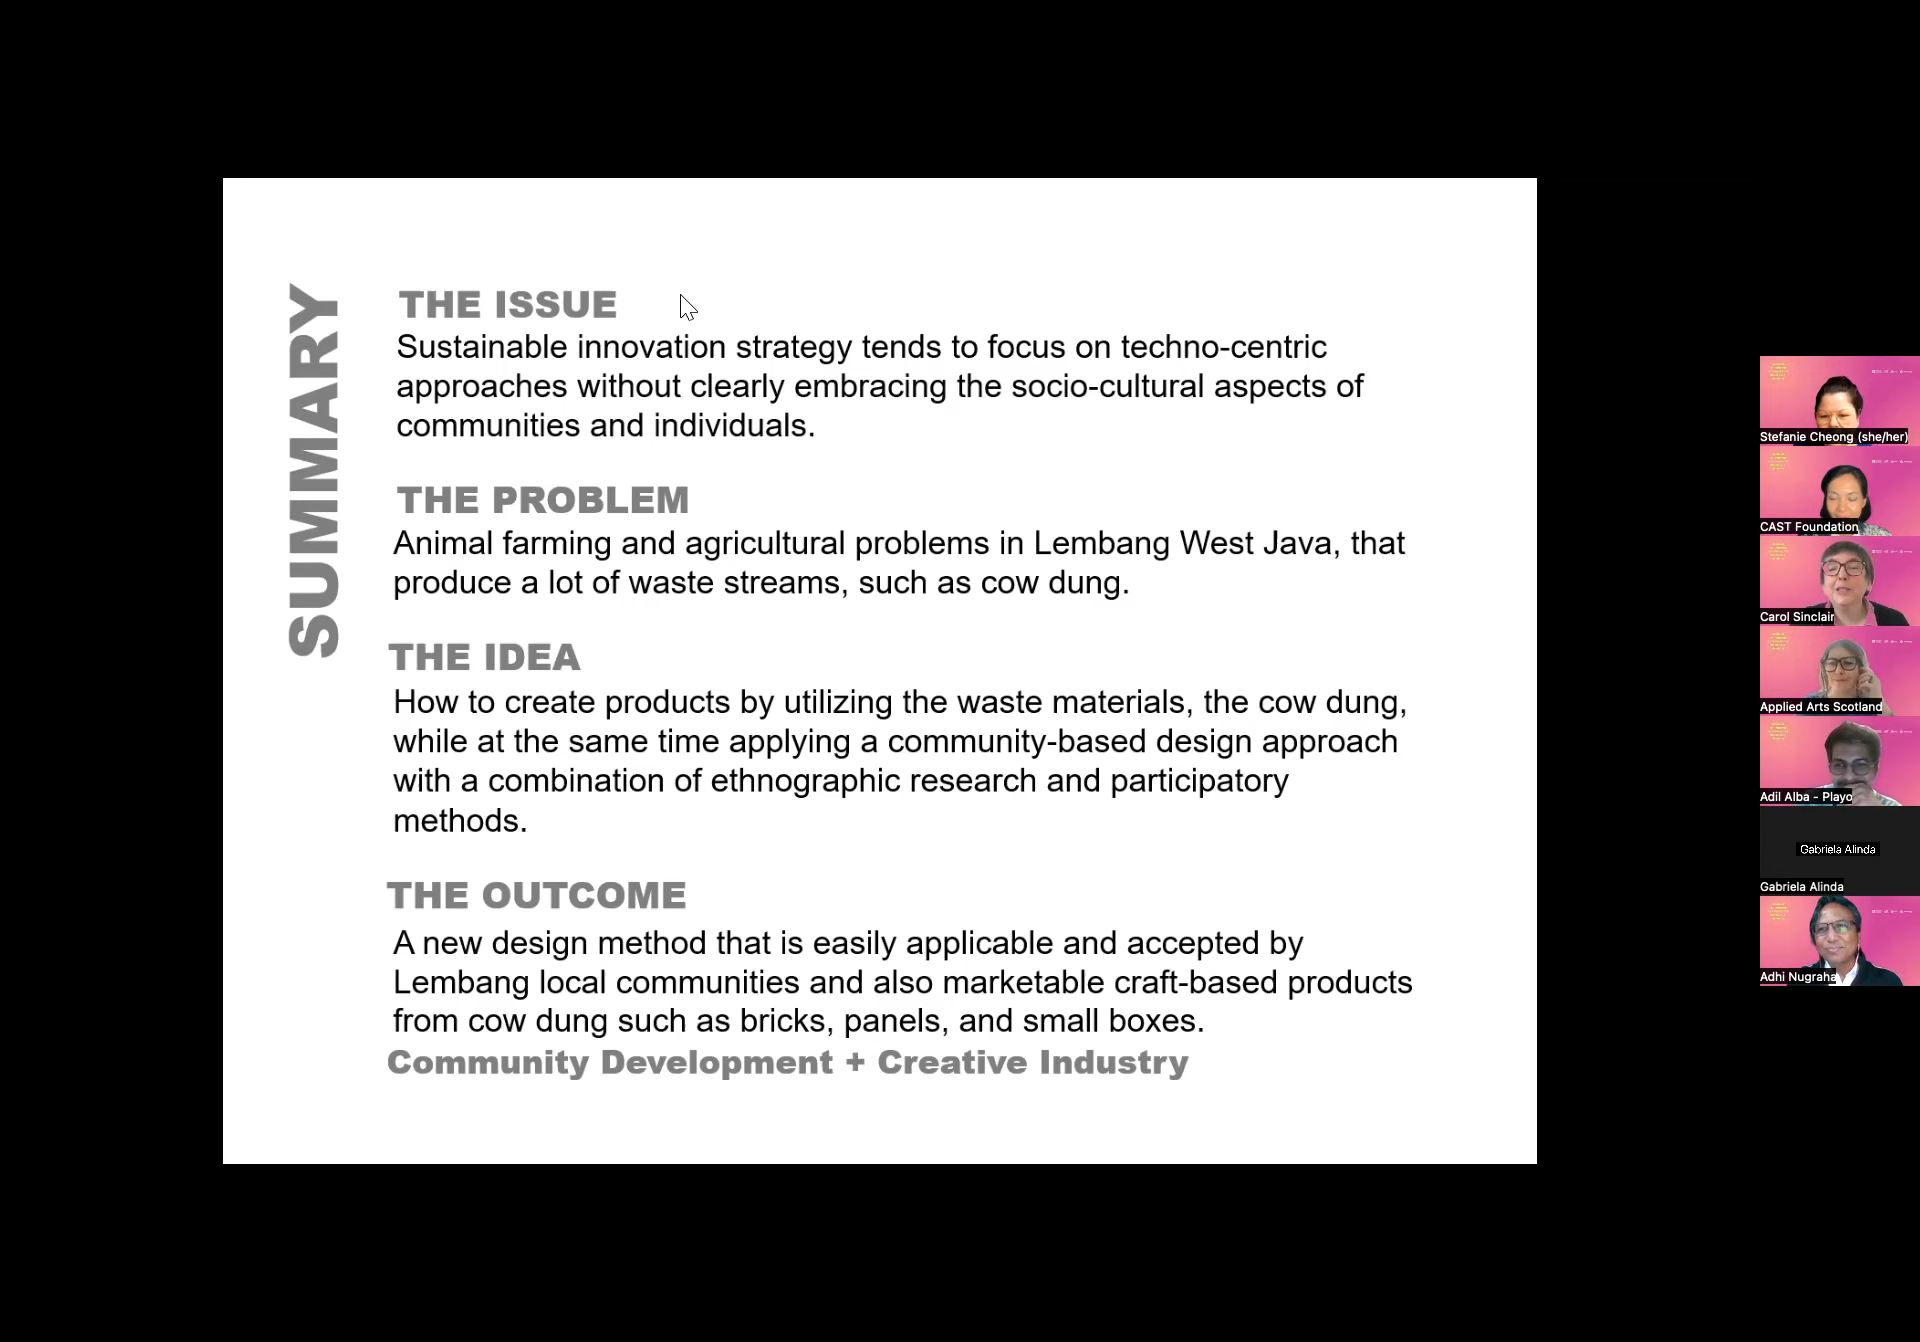 SUMMARY
THE ISSUE
Sustainable innovation strategy tends to focus on techno-centric
approaches without clearly embracing the socio-cultural aspects of
communities and individuals.
THE PROBLEM
Animal farming and agricultural problems in Lembang West Java, that
produce a lot of waste streams, such as cow dung.
THE IDEA
How to create products by utilizing the waste materials, the cow dung,
while at the same time applying a community-based design approach
with a combination of ethnographic research and participatory
methods.
THE OUTCOME
A new design method that is easily applicable and accepted by
Lembang local communities and also marketable craft-based products
from cow dung such as bricks, panels, and small boxes.
Community Development + Creative Industry
Stefanie Cheong (she/her)
CAST Foundation
Carol Sinclair
Applied Arts Scotland
Adil Alba - Playo
Gabriela Alinda
Gabriela Alinda
Adhi Nugraha